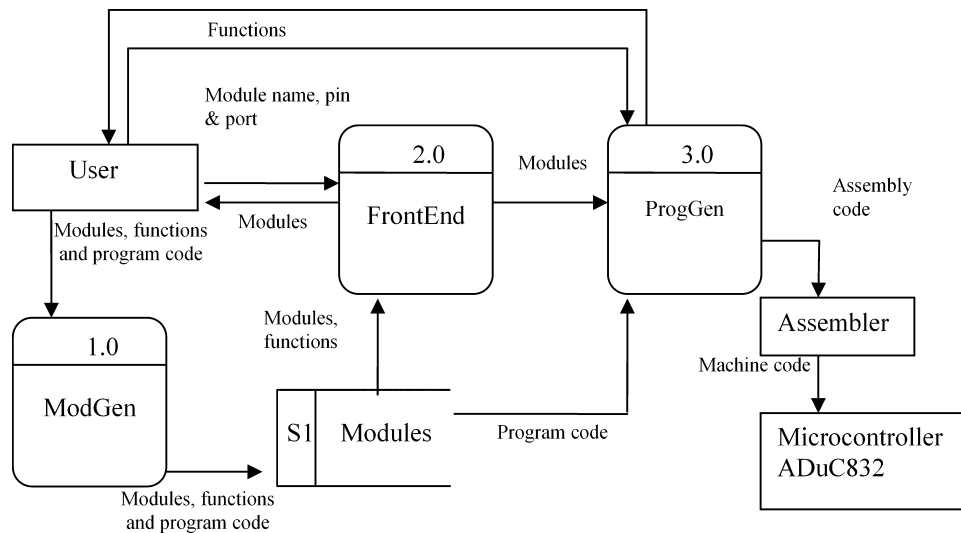 Functions
Module name, pin
& port
User
2.0
FrontEnd
Modules
3.0
ProgGen
Assembly
code
Modules
Modules, functions
and program code
1.0
ModGen
Modules,
functions
Assembler
Machine code
S1
Modules
Program code
Microcontroller
ADuC832
Modules, functions
and program code